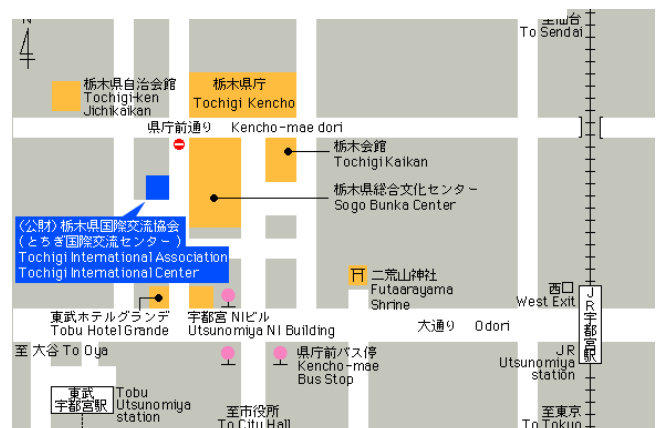 N
至仙台
To Sendai
栃木県自治会館
Tochigi-ken
Jichikaikan
栃木県庁
Tochigi Kencho
県庁前通り Kencho-mae dori
栃木会館
Tochigi Kaikan
栃木県総合文化センター
Sogo Bunka Center
(公財)栃木県国際交流協会
(とちぎ国際交流センター)
Tochigi International Association
Tochigi International Center
二荒山神社
Futaarayama
Shrine
西口
West Exit
JR宇都宮駅
東武ホテルグランデ
Tobu Hotel Grande
宇都宮NIビル
Utsunomiya NI Building
大通り Odori
至 大谷 To Oya
県庁前バス停
Kencho-mae
Bus Stop
JR
Utsunomiya
station
東武
宇都宮駅
Tobu
Utsunomiya
station
至市役所
To City Hall
至東京
To Tokyo